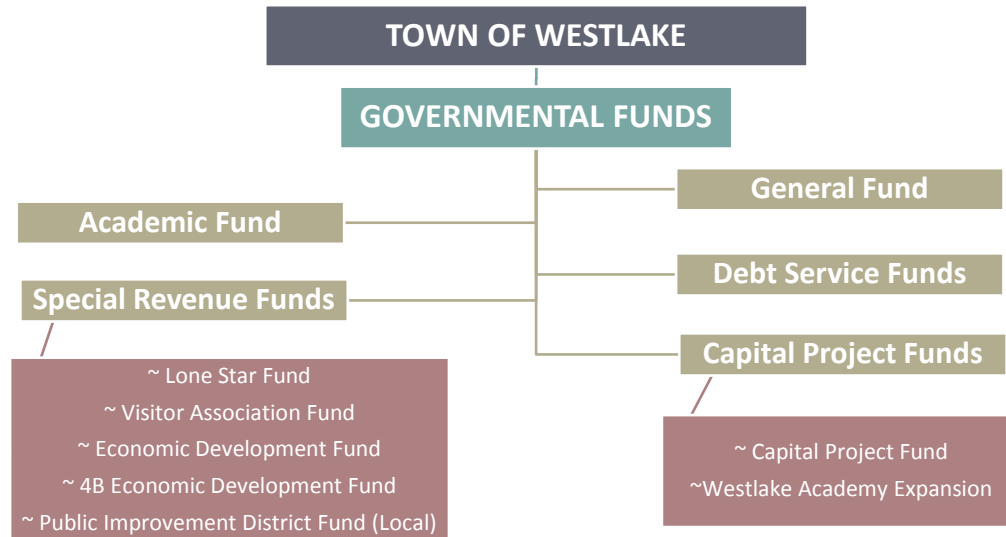 TOWN OF WESTLAKE
GOVERNMENTAL FUNDS
General Fund
Academic Fund
Debt Service Funds
Special Revenue Funds
Capital Project Funds
~ Lone Star Fund
~ Visitor Association Fund
~ Economic Development Fund
~ 4B Economic Development Fund
~ Public Improvement District Fund (Local)
~ Capital Project Fund
~Westlake Academy Expansion